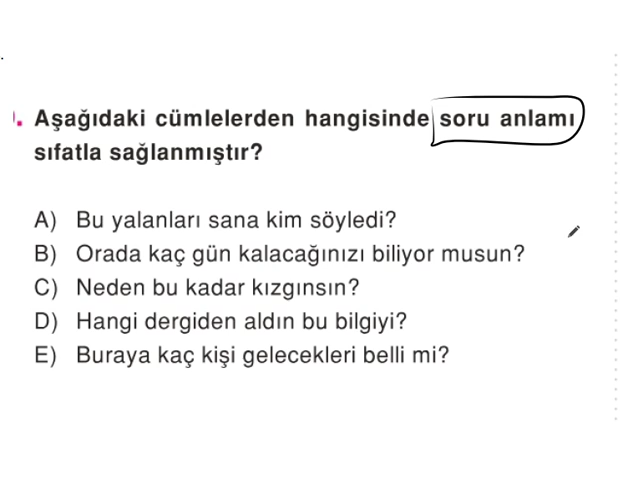 . Aşağıdaki cümlelerden hangisinde soru anlamı
sıfatla sağlanmıştır?
A) Bu yalanları sana kim söyledi?
B) Orada kaç gün kalacağınızı biliyor musun?
C) Neden bu kadar kızgınsın?
D) Hangi dergiden aldın bu bilgiyi?
E) Buraya kaç kişi gelecekleri belli mi?